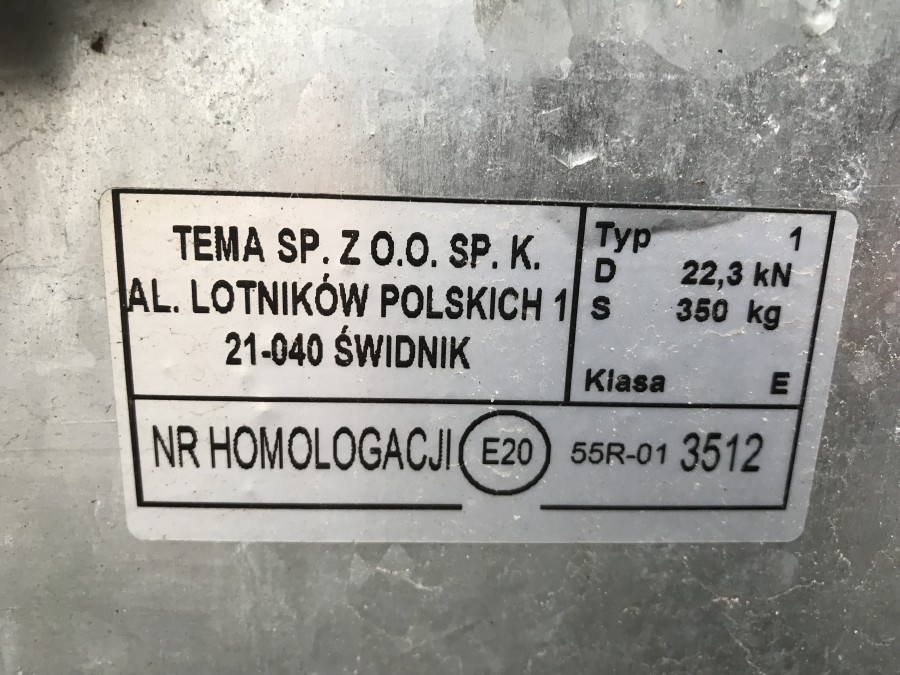 TEMA SP. Z O.O. SP. K.
AL. LOTNIKÓW POLSKICH 1
21-040 ŚWIDNIK
Typ 1
D 22,3 kN
S 350 kg
Klasa E
NR HOMOLOGACJI E20 55R-01 3512